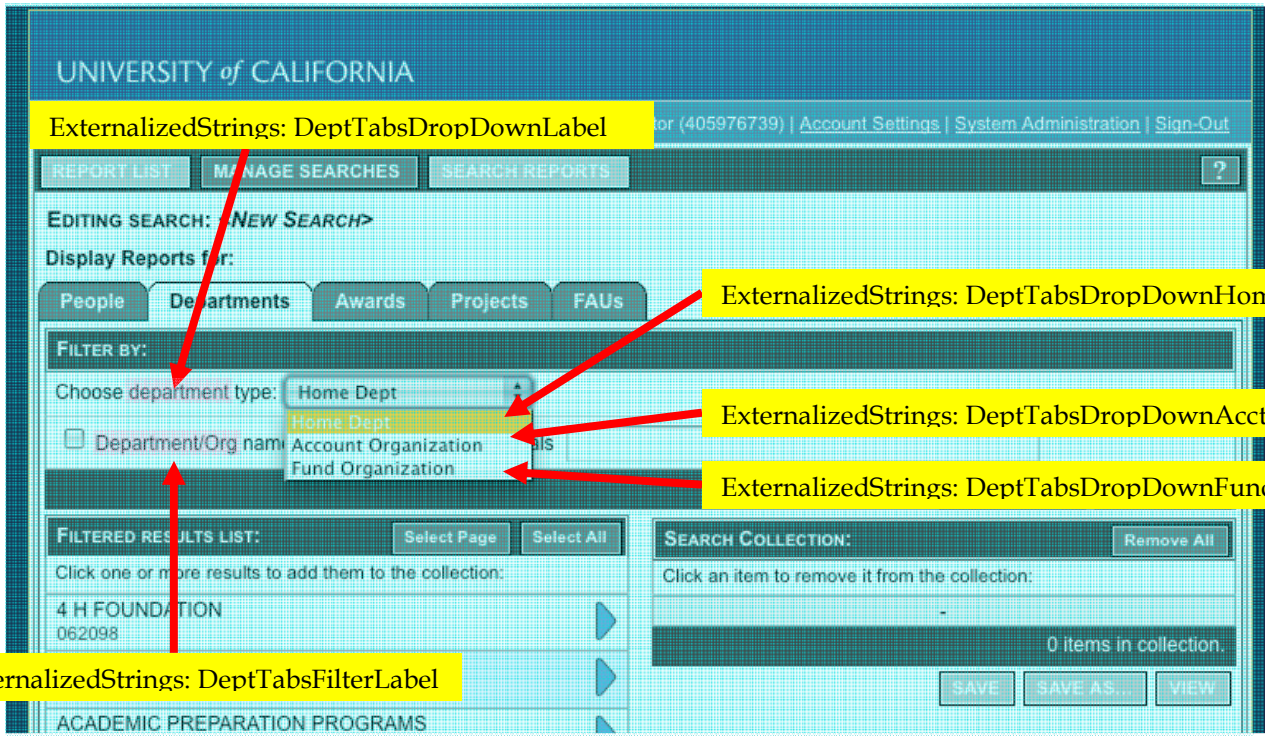 UNIVERSITY of CALIFORNIA
ExternalizedStrings: DeptTabsDropDownLabel
(405976739) | Account Settings | System Administration | Sign-Out
REPORT LIST MANAGE SEARCHES SEARCH REPORTS ?
EDITING SEARCH: <NEW SEARCH>
Display Reports for:
People Departments Awards Projects FAUs
ExternalizedStrings:
FILTER BY:
Choose department type: Home Dept
Home Dept
Account Organization
Fund Organization
Department/Org
ExternalizedStrings:
ExternalizedStrings:
FILTERED RESULTS LIST: Select Page Select All
Click one or more results to add them to the collection:
4 H FOUNDATION
062098
SEARCH COLLECTION: Remove All
Click an item to remove it from the collection:
-
0 items in collection.
DeptTabsFilterLabel
SAVE SAVE AS... VIEW
ACADEMIC PREPARATION PROGRAMS